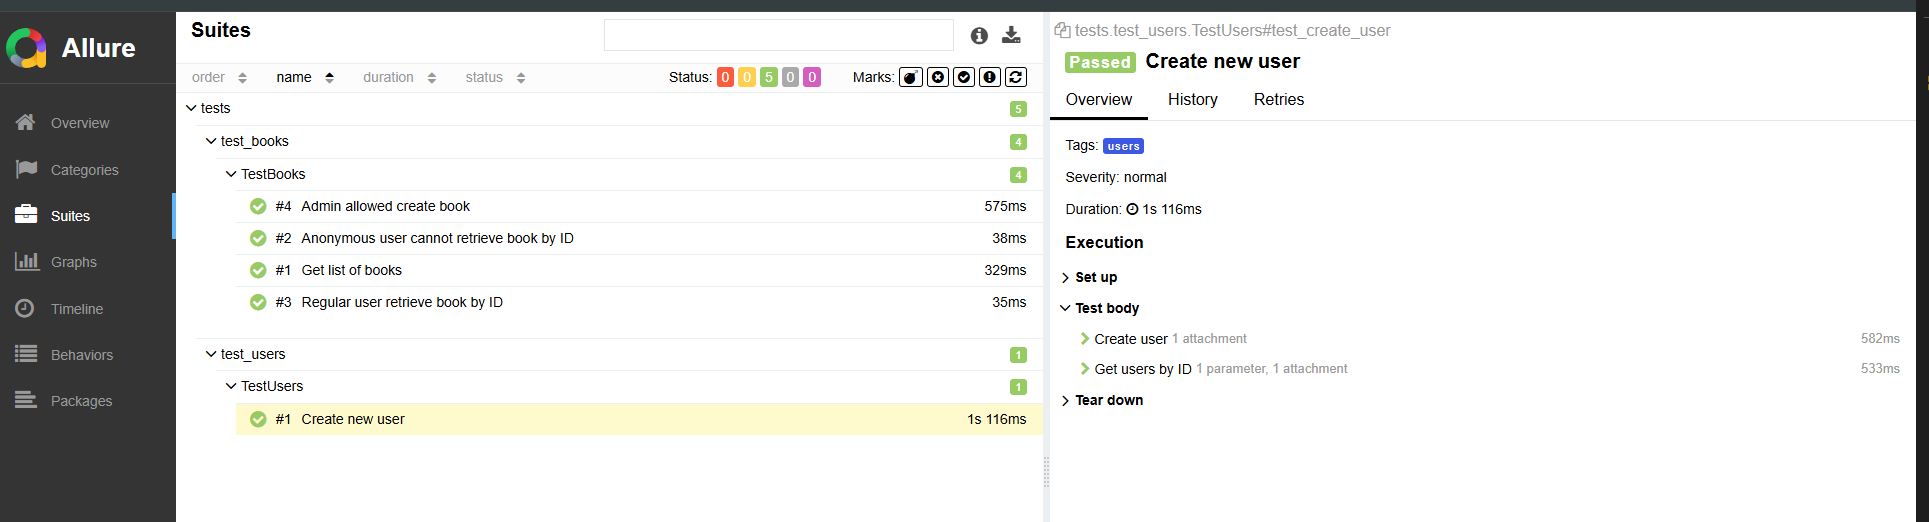 Allure
Overview
Categories
Suites
Graphs
Timeline
Behaviors
Packages
Suites
order name duration status Status: 0 0 5 0 0 Marks:
tests 5
test_books 4
TestBooks 4
#4 Admin allowed create book 575ms
#2 Anonymous user cannot retrieve book by ID 38ms
#1 Get list of books 329ms
#3 Regular user retrieve book by ID 35ms
test_users 1
TestUsers 1
#1 Create new user 1s 116ms
tests.test_users.TestUsers#test_create_user
Passed Create new user
Overview History Retries
Tags: users
Severity: normal
Duration: 1s 116ms
Execution
Set up
Test body
Create user 1 attachment 582ms
Get users by ID 1 parameter, 1 attachment 533ms
Tear down